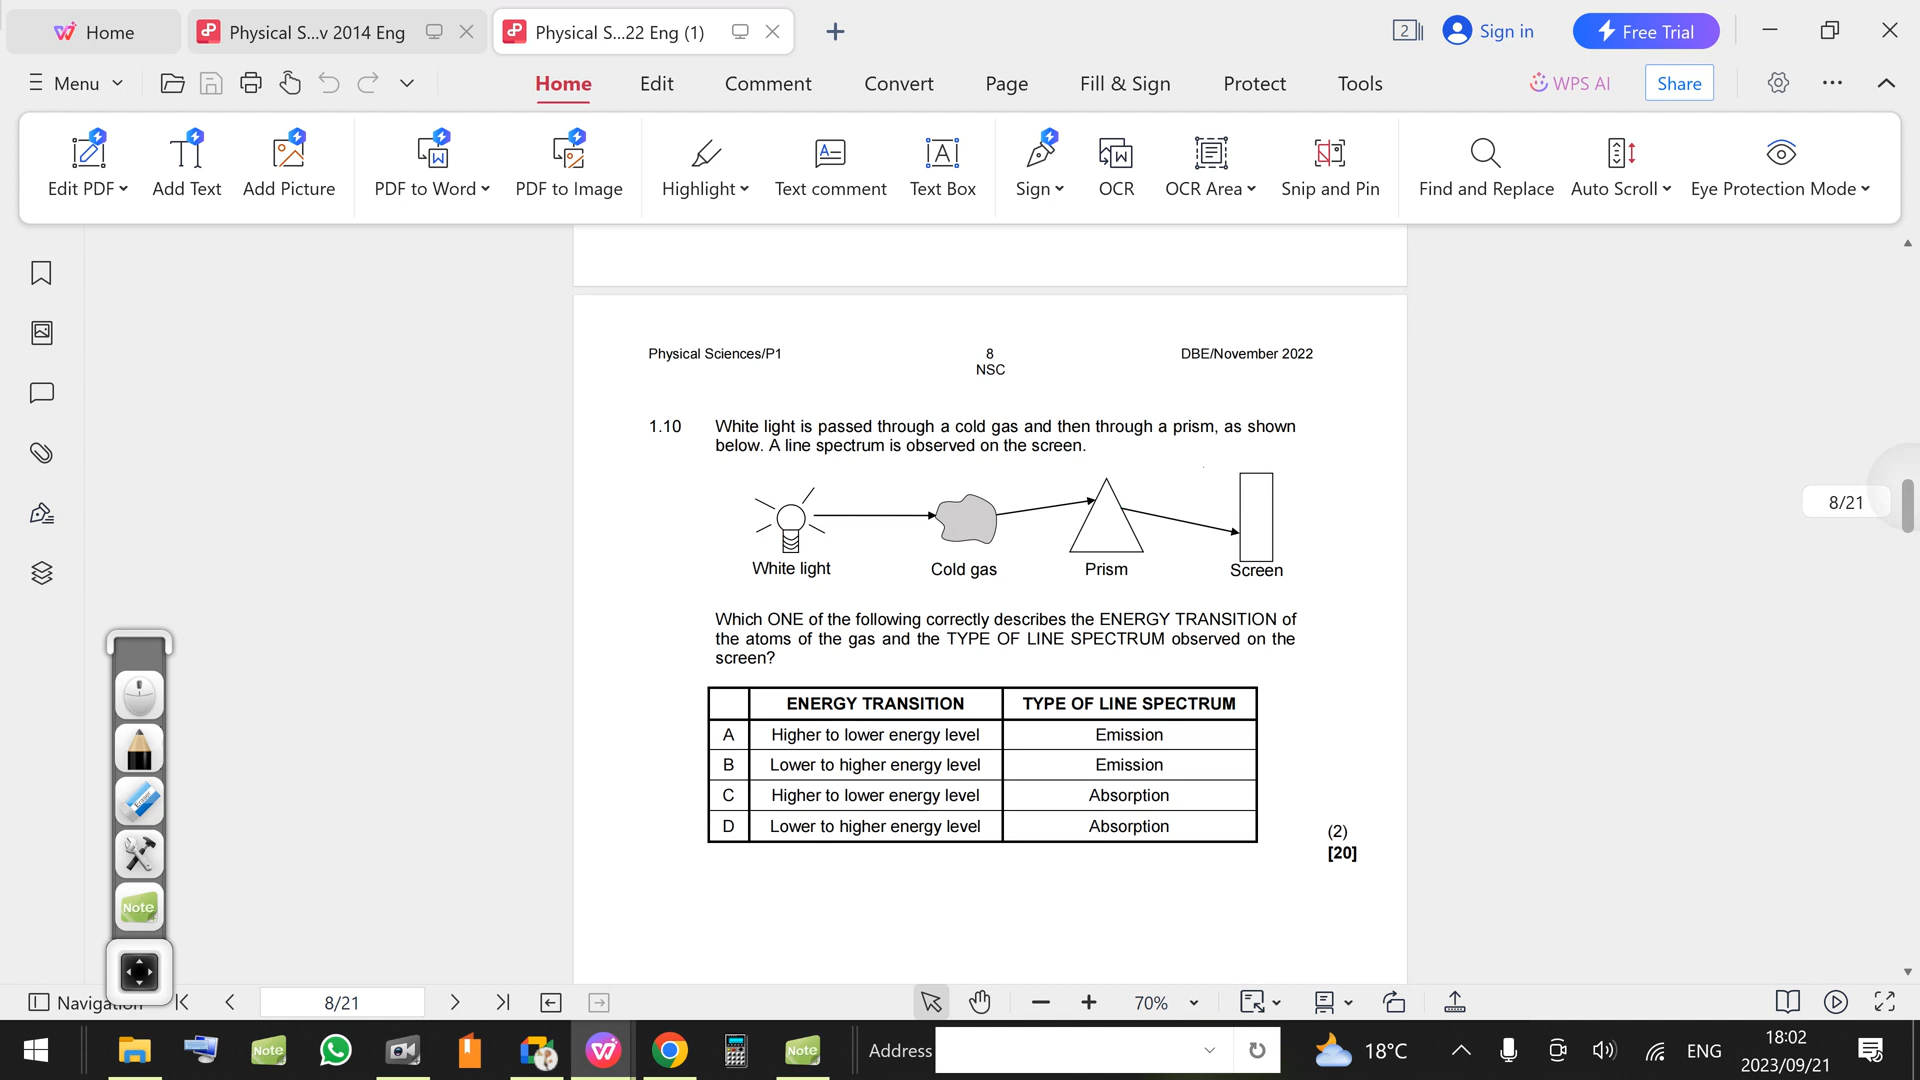 Home
Physical S...v 2014 Eng
Physical S...22 Eng (1)
2
Sign in
Free Trial
Menu
Home
Edit
Comment
Convert
Page
Fill & Sign
Protect
Tools
WPS AI
Share
Edit PDF
Add Text
Add Picture
PDF to Word
PDF to Image
Highlight
Text comment
Text Box
Sign
OCR
OCR Area
Snip and Pin
Find and Replace
Auto Scroll
Eye Protection Mode
Physical Sciences/P1
8
DBE/November 2022
NSC
1.10 White light is passed through a cold gas and then through a prism, as shown
below. A line spectrum is observed on the screen.
White light
Cold gas
Prism
Screen
Which ONE of the following correctly describes the ENERGY TRANSITION of
the atoms of the gas and the TYPE OF LINE SPECTRUM observed on the
screen?
ENERGY TRANSITION TYPE OF LINE SPECTRUM
A Higher to lower energy level Emission
B Lower to higher energy level Emission
C Higher to lower energy level Absorption
D Lower to higher energy level Absorption
(2)
[20]
8/21
Eraser
Note
Navigation
8/21
70%
Note
Note
Address
18°C
ENG
18:02
2023/09/21